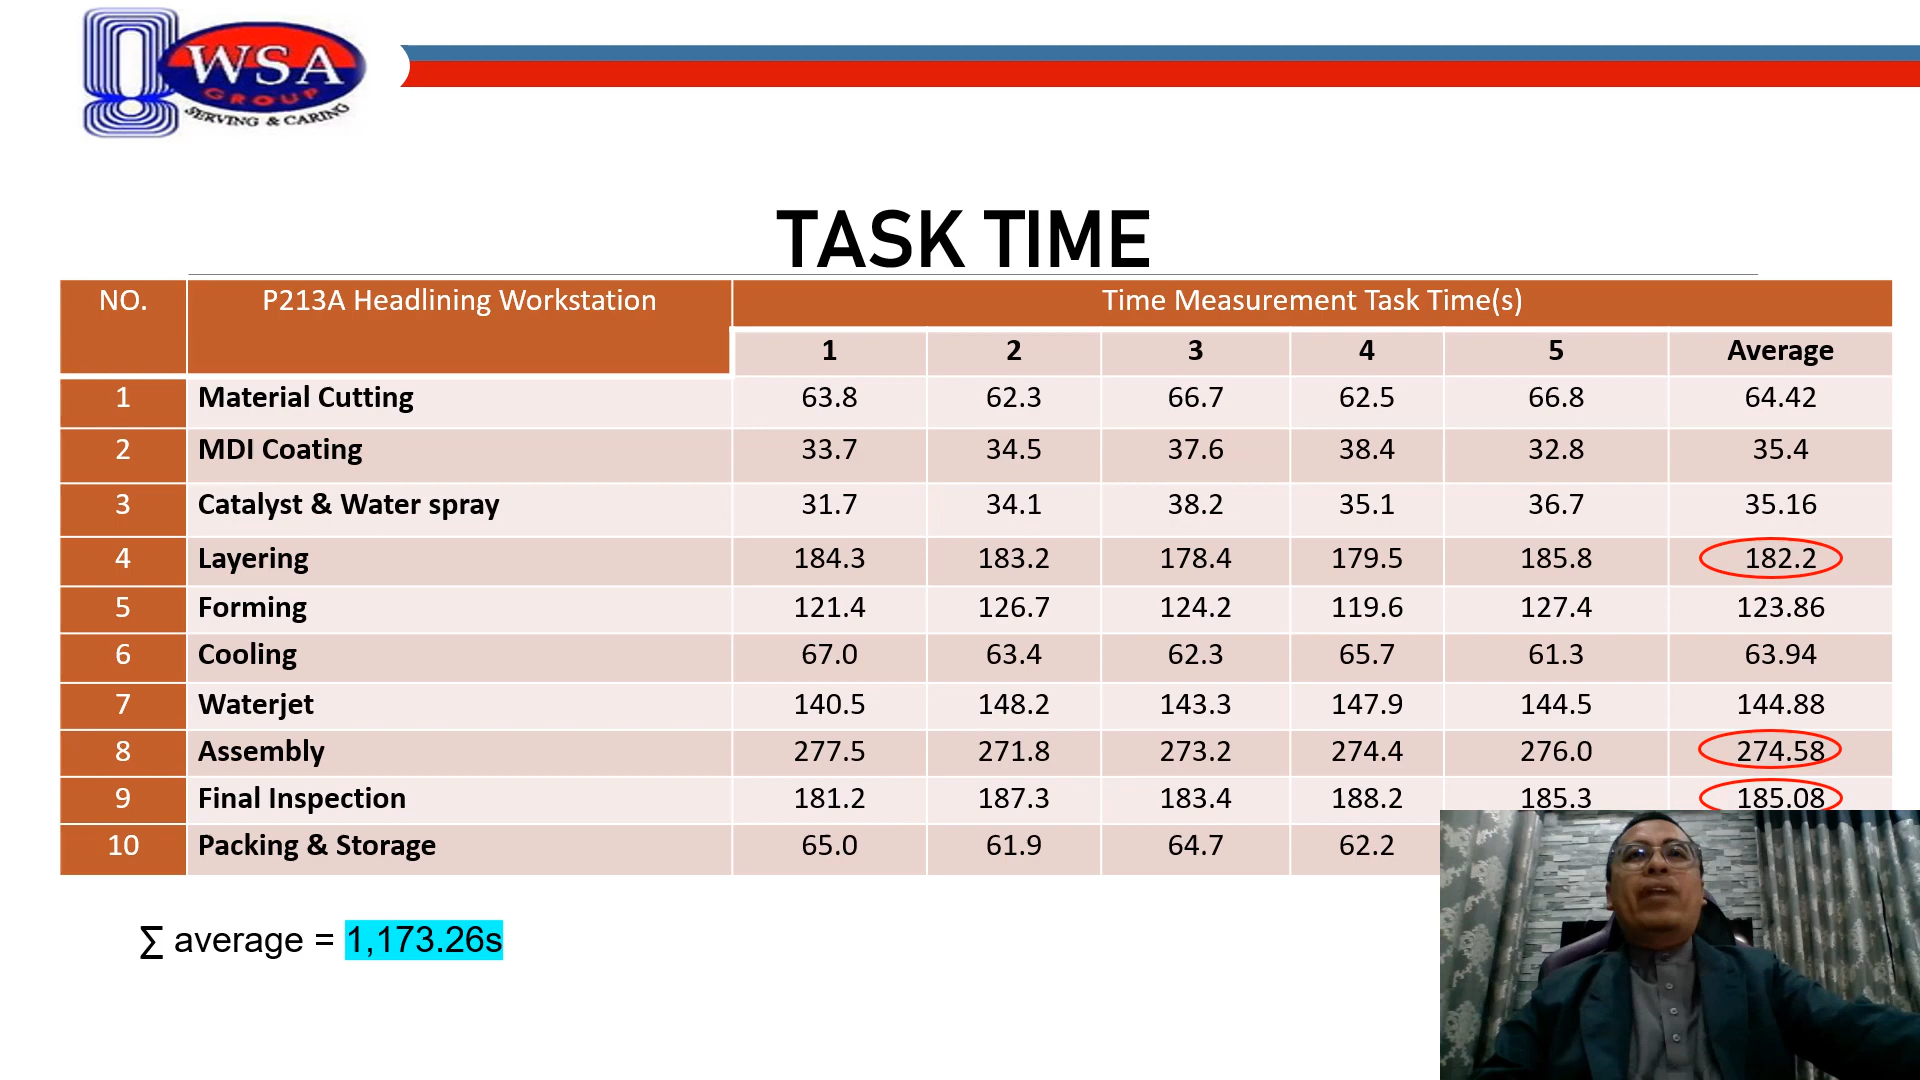 WSA
GROUP
SERVING & CARING
TASK TIME
NO. P213A Headlining Workstation Time Measurement Task Time(s)
1 2 3 4 5 Average
1 Material Cutting 63.8 62.3 66.7 62.5 66.8 64.42
2 MDI Coating 33.7 34.5 37.6 38.4 32.8 35.4
3 Catalyst & Water spray 31.7 34.1 38.2 35.1 36.7 35.16
4 Layering 184.3 183.2 178.4 179.5 185.8 182.2
5 Forming 121.4 126.7 124.2 119.6 127.4 123.86
6 Cooling 67.0 63.4 62.3 65.7 61.3 63.94
7 Waterjet 140.5 148.2 143.3 147.9 144.5 144.88
8 Assembly 277.5 271.8 273.2 274.4 276.0 274.58
9 Final Inspection 181.2 187.3 183.4 188.2 185.3 185.08
10 Packing & Storage 65.0 61.9 64.7 62.2
∑ average = 1,173.26s